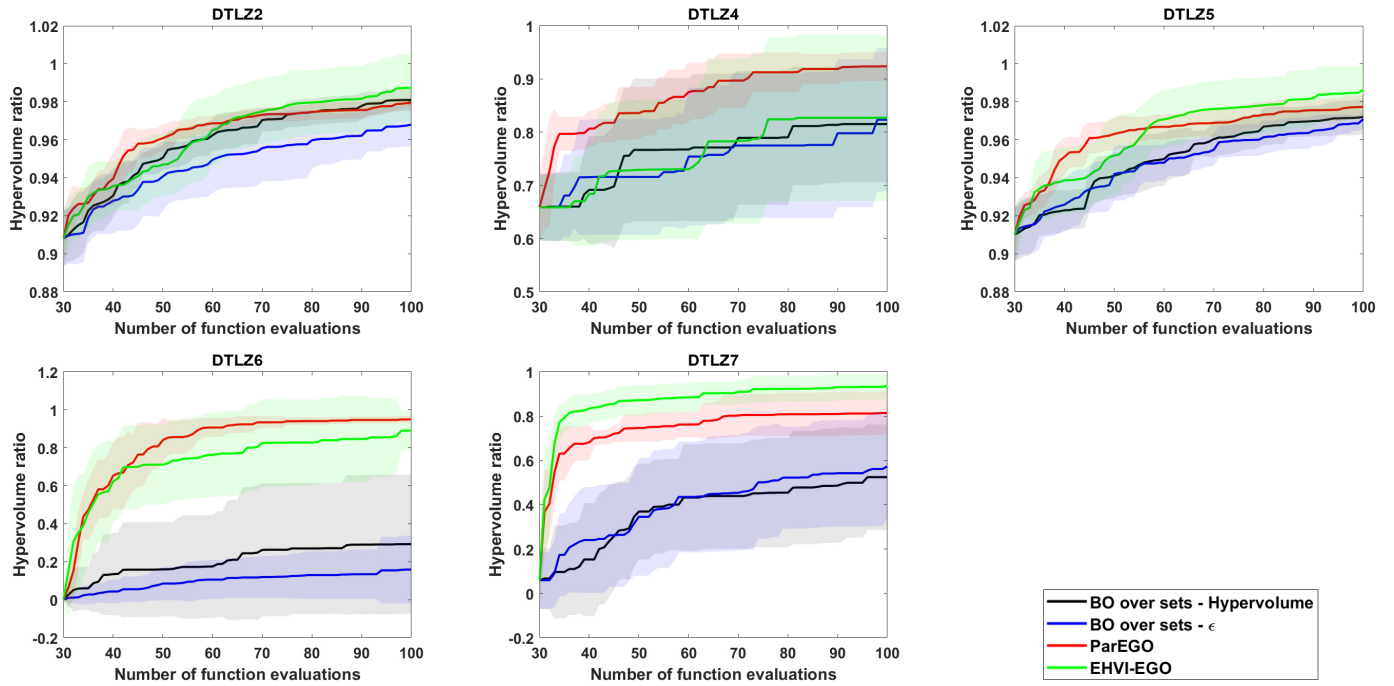 DTLZ2
1.02
1
0.98
0.96
0.94
0.92
0.9
0.88
Hypervolume ratio
30 40 50 60 70 80 90 100
Number of function evaluations
DTLZ4
1
0.9
0.8
0.7
0.6
0.5
Hypervolume ratio
30 40 50 60 70 80 90 100
Number of function evaluations
DTLZ5
1.02
1
0.98
0.96
0.94
0.92
0.9
0.88
Hypervolume ratio
30 40 50 60 70 80 90 100
Number of function evaluations
DTLZ6
1.2
1
0.8
0.6
0.4
0.2
0
-0.2
Hypervolume ratio
30 40 50 60 70 80 90 100
Number of function evaluations
DTLZ7
1
0.8
0.6
0.4
0.2
0
-0.2
Hypervolume ratio
30 40 50 60 70 80 90 100
Number of function evaluations
BO over sets - Hypervolume
BO over sets - ϵ
ParEGO
EHVI-EGO